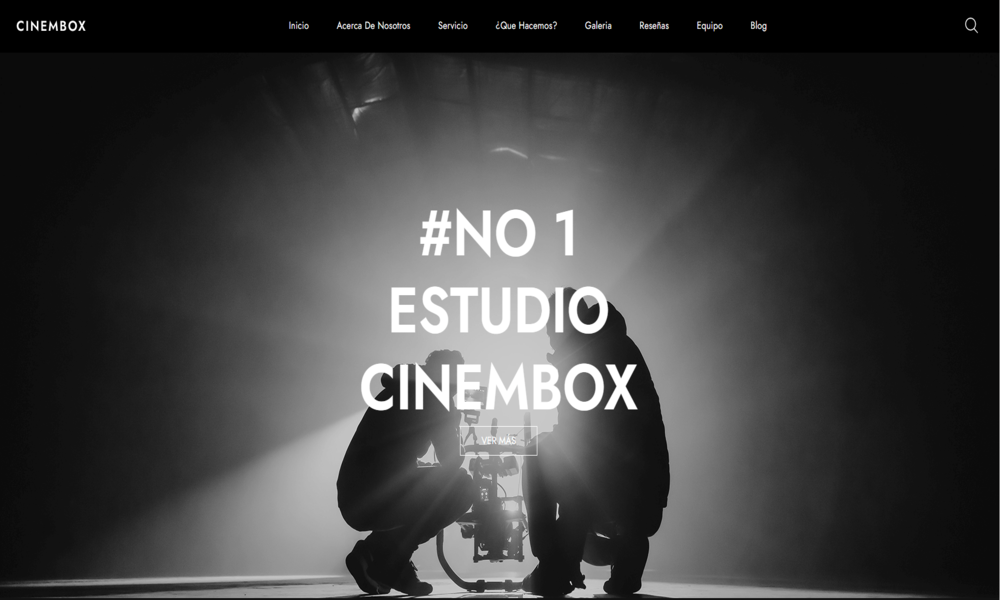 CINEMBOX
Inicio Acerca De Nosotros Servicio ¿Que Hacemos? Galeria Reseñas Equipo Blog
#NO 1
ESTUDIO
CINEMBOX
VER MÁS